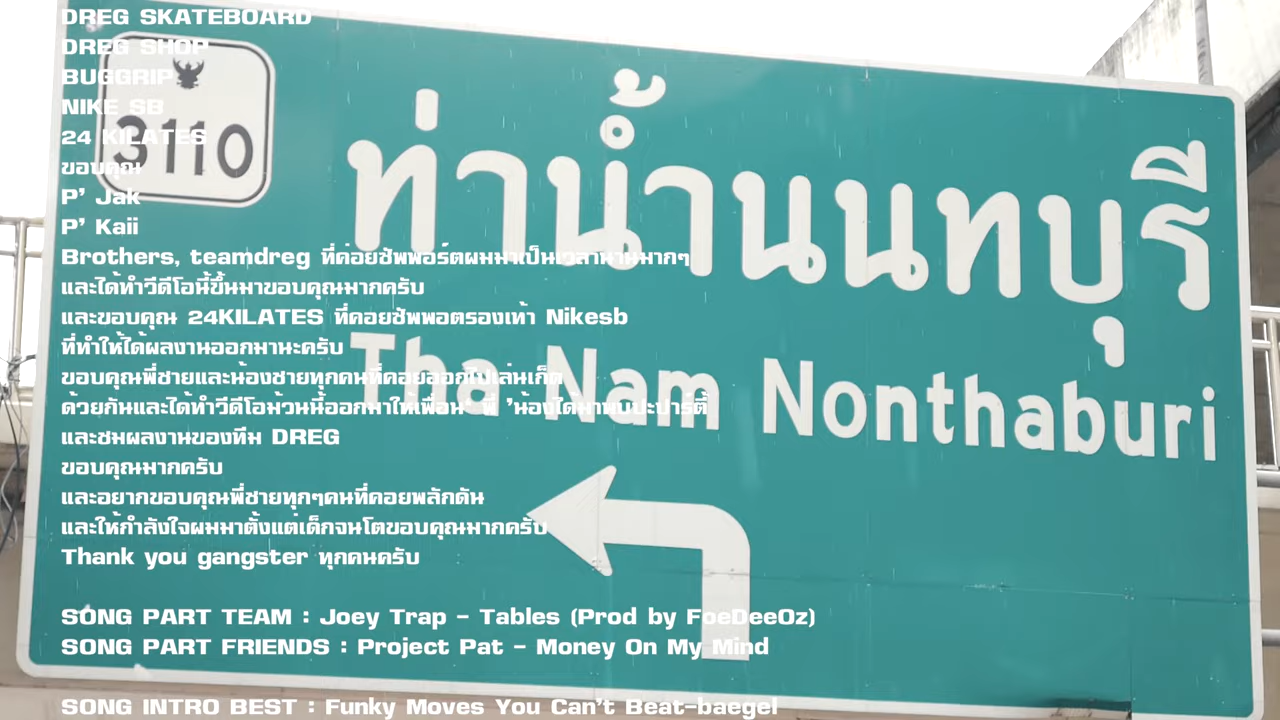 DREG SKATEBOARD
DREG SHOP
BUGGRIP
NIKE SB
24 KILATES
ขอบคุณ
P' Jak
P' Kaii
Brothers, teamdreg ที่คอยซัพพอร์ตผมมาเป็นเวลานานมากๆ
และได้ทำวีดีโอนี้ขึ้นมาขอบคุณมากครับ
และขอบคุณ 24KILATES ที่คอยซัพพอตรองเท้า Nikesb
ที่ทำให้ได้ผลงานออกมานะครับ
ขอบคุณพี่ชายและน้องชายทุกคนที่คอยออกไปเล่นเก็ต
ด้วยกันและได้ทำวีดีโอม้วนนี้ออกมาให้เพื่อนๆ พี่ 'น้องได้มาพบปะปาร์ตี้
และชมผลงานของทีม DREG
ขอบคุณมากครับ
และอยากขอบคุณพี่ชายทุกๆคนที่คอยพลักดัน
และให้กำลังใจผมมาตั้งแต่เด็กจนโตขอบคุณมากครับ
Thank you gangster ทุกคนครับ
SONG PART TEAM : Joey Trap - Tables (Prod by FoeDeeOz)
SONG PART FRIENDS : Project Pat - Money On My Mind
SONG INTRO BEST : Funky Moves You Can't Beat-baegel
3110
ท่าน้ำนนทบุรี
Tha Nam Nonthaburi